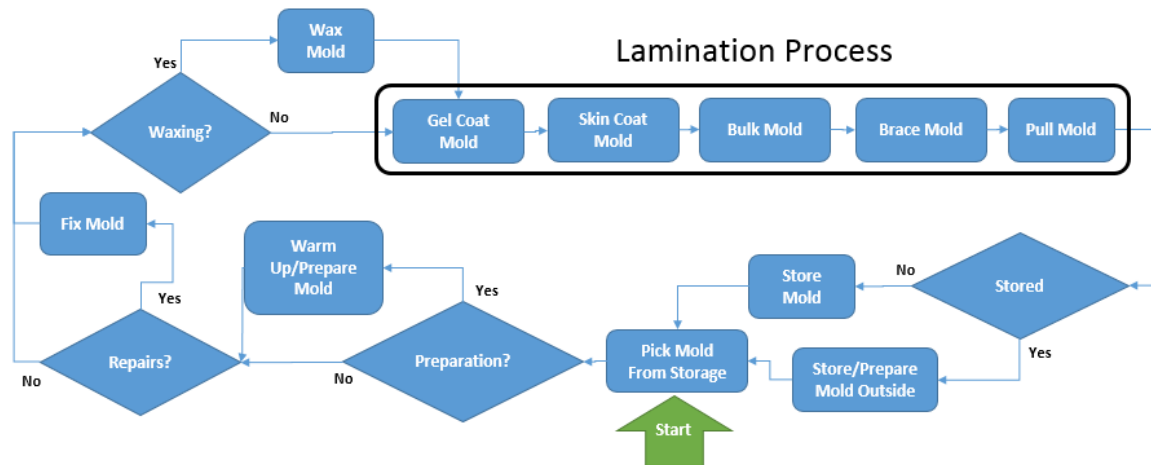 Wax
Mold
Yes
Lamination Process
Waxing?
No
Gel Coat
Mold
Skin Coat
Mold
Bulk Mold
Brace Mold
Pull Mold
Fix Mold
Warm
Up/Prepare
Mold
Yes
Repairs?
No
Yes
Preparation?
No
Store
Mold
No
Stored
Yes
Pick Mold
From Storage
Store/Prepare
Mold Outside
Start